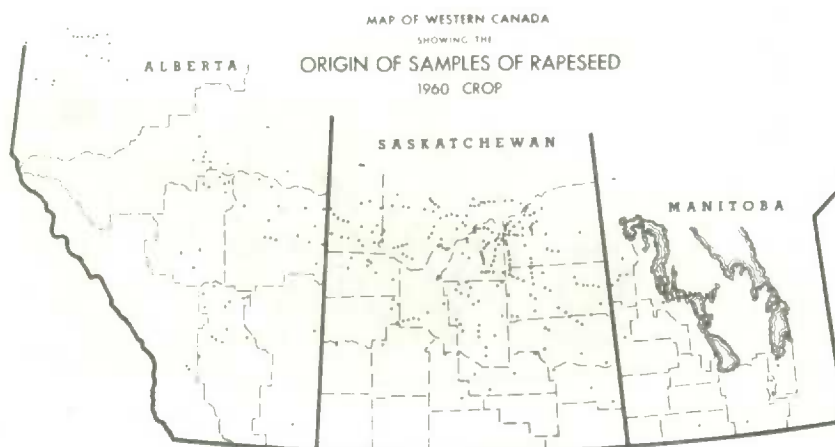 MAP OF WESTERN CANADA
SHOWING THE
ORIGIN OF SAMPLES OF RAPESEED
1960 CROP
ALBERTA
SASKATCHEWAN
MANITOBA